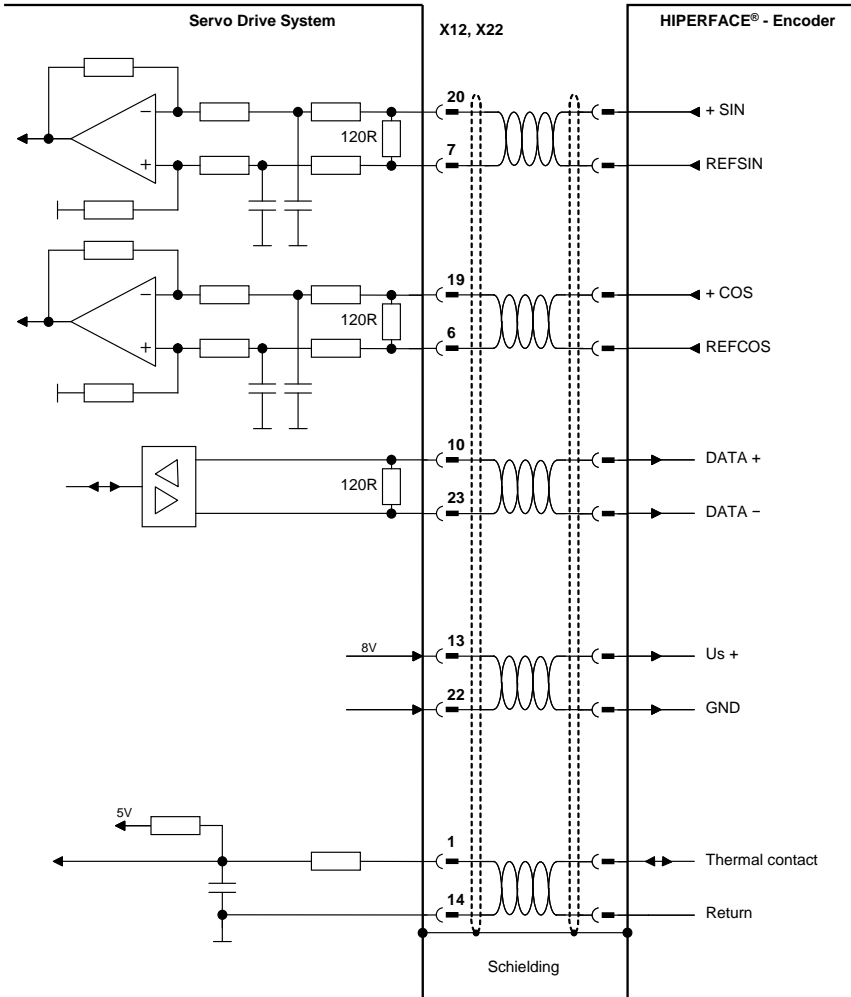 Servo Drive System
X12, X22
HIPERFACE® - Encoder
20
+ SIN
120R
7
REFSIN
−
+
19
+ COS
120R
6
REFCOS
−
+
10
DATA +
120R
23
DATA −
8V
13
Us +
22
GND
5V
1
Thermal contact
14
Return
Schielding